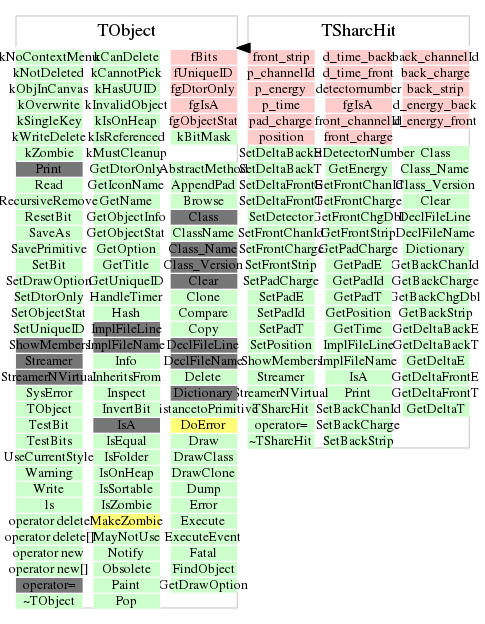 TObject
TSharcHit
kNoContextMenu kCanDelete fBits
kNotDeleted kCannotPick fUniqueID
kObjInCanvas kHasUUID fgDtorOnly
kOverwrite kInvalidObject fgIsA
kSingleKey kIsOnHeap fgObjectStat
kWriteDelete kIsReferenced kBitMask
kZombie kMustCleanup
Print GetDtorOnly AbstractMethod
Read GetIconName AppendPad
RecursiveRemove GetName Browse
ResetBit GetObjectInfo Class
SaveAs GetObjectStat ClassName
SavePrimitive GetOption Class_Name
SetBit GetTitle Class_Version
SetDrawOption GetUniqueID Clear
SetDtorOnly HandleTimer Clone
SetObjectStat Hash Compare
SetUniqueID ImplFileLine Copy
ShowMembers ImplFileName DeclFileLine
Streamer Info DeclFileName
StreamerNVirtual InheritsFrom Delete
SysError Inspect Dictionary
TObject InvertBit istancetoPrimitive
TestBit IsA DoError
TestBits IsEqual Draw
UseCurrentStyle IsFolder DrawClass
Warning IsOnHeap DrawClone
Write IsSortable Dump
ls IsZombie Error
operator delete MakeZombie Execute
operator delete[] MayNotUse ExecuteEvent
operator new Notify Fatal
operator new[] Obsolete FindObject
operator= Paint GetDrawOption
~TObject Pop
front_strip d_time_back back_channelId
p_channelId d_time_front back_charge
p_energy detectornumber back_strip
p_time fgIsA d_energy_back
pad_charge front_channelId d_energy_front
position front_charge
SetDeltaBackE tDetectorNumber Class
SetDeltaBackT GetEnergy Class_Name
SetDeltaFrontE GetFrontChanId Class_Version
SetDeltaFrontT GetFrontCharge Clear
SetDetector GetFrontChgDbl DeclFileLine
SetFrontChanId GetFrontStrip DeclFileName
SetFrontCharge GetPadCharge Dictionary
SetFrontStrip GetPadE GetBackChanId
SetPadCharge GetPadId GetBackCharge
SetPadE GetPadT GetBackChgDbl
SetPadId GetPosition GetBackStrip
SetPadT GetTime GetDeltaBackE
SetPosition ImplFileLine GetDeltaBackT
ShowMembers ImplFileName GetDeltaE
Streamer IsA GetDeltaFrontE
StreamerNVirtual Print GetDeltaFrontT
TSharcHit SetBackChanId GetDeltaT
operator= SetBackCharge
~TSharcHit SetBackStrip